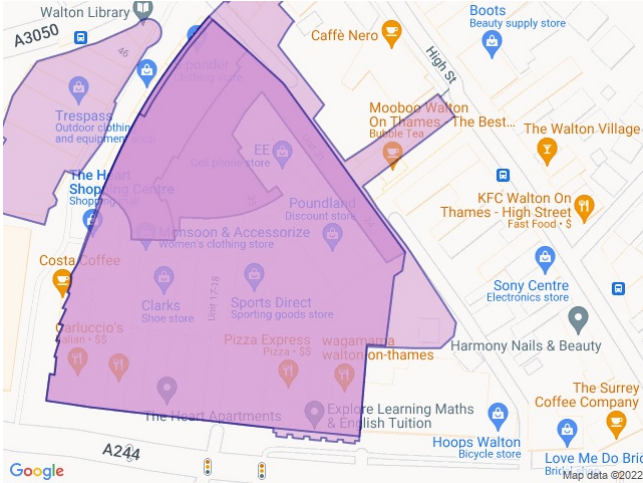 Walton Library
A3050
46
Boots
Beauty supply store
Caffè Nero
High St
Trespass
Outdoor clothin
and equipment
Mooboo Walton
On Thames - The Best...
Bubble Tea
The Walton Village
EE
Cell phone store
The Heart
Shopping Centre
Shopping mall
Poundland
Discount store
KFC Walton On
Thames - High Street
Fast Food • $
Monsoon & Accessorize
Women's clothing store
Costa Coffee
Sony Centre
Electronics store
Clarks
Shoe store
Unit 17-18
Sports Direct
Sporting goods store
Carluccio's
Italian • $$
Pizza Express
Pizza • $$
wagamama
walton-on-thames
Harmony Nails & Beauty
The Heart Apartments
Explore Learning Maths
& English Tuition
The Surrey
Coffee Company
Hoops Walton
Bicycle store
A244
Love Me Do Brid
Google
Map data ©2022